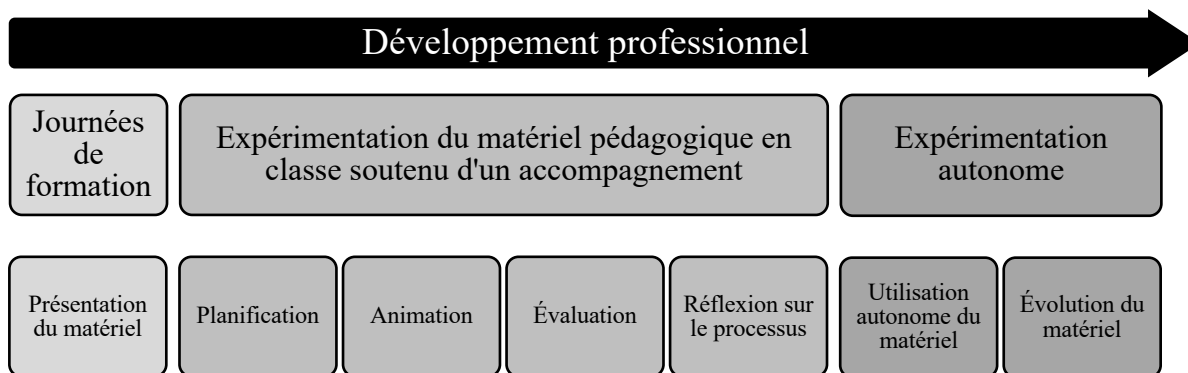 Développement professionnel
Journées
de
formation
Expérimentation du matériel pédagogique en
classe soutenu d'un accompagnement
Expérimentation
autonome
Présentation
du matériel
Planification
Animation
Évaluation
Réflexion sur
le processus
Utilisation
autonome du
matériel
Évolution du
matériel